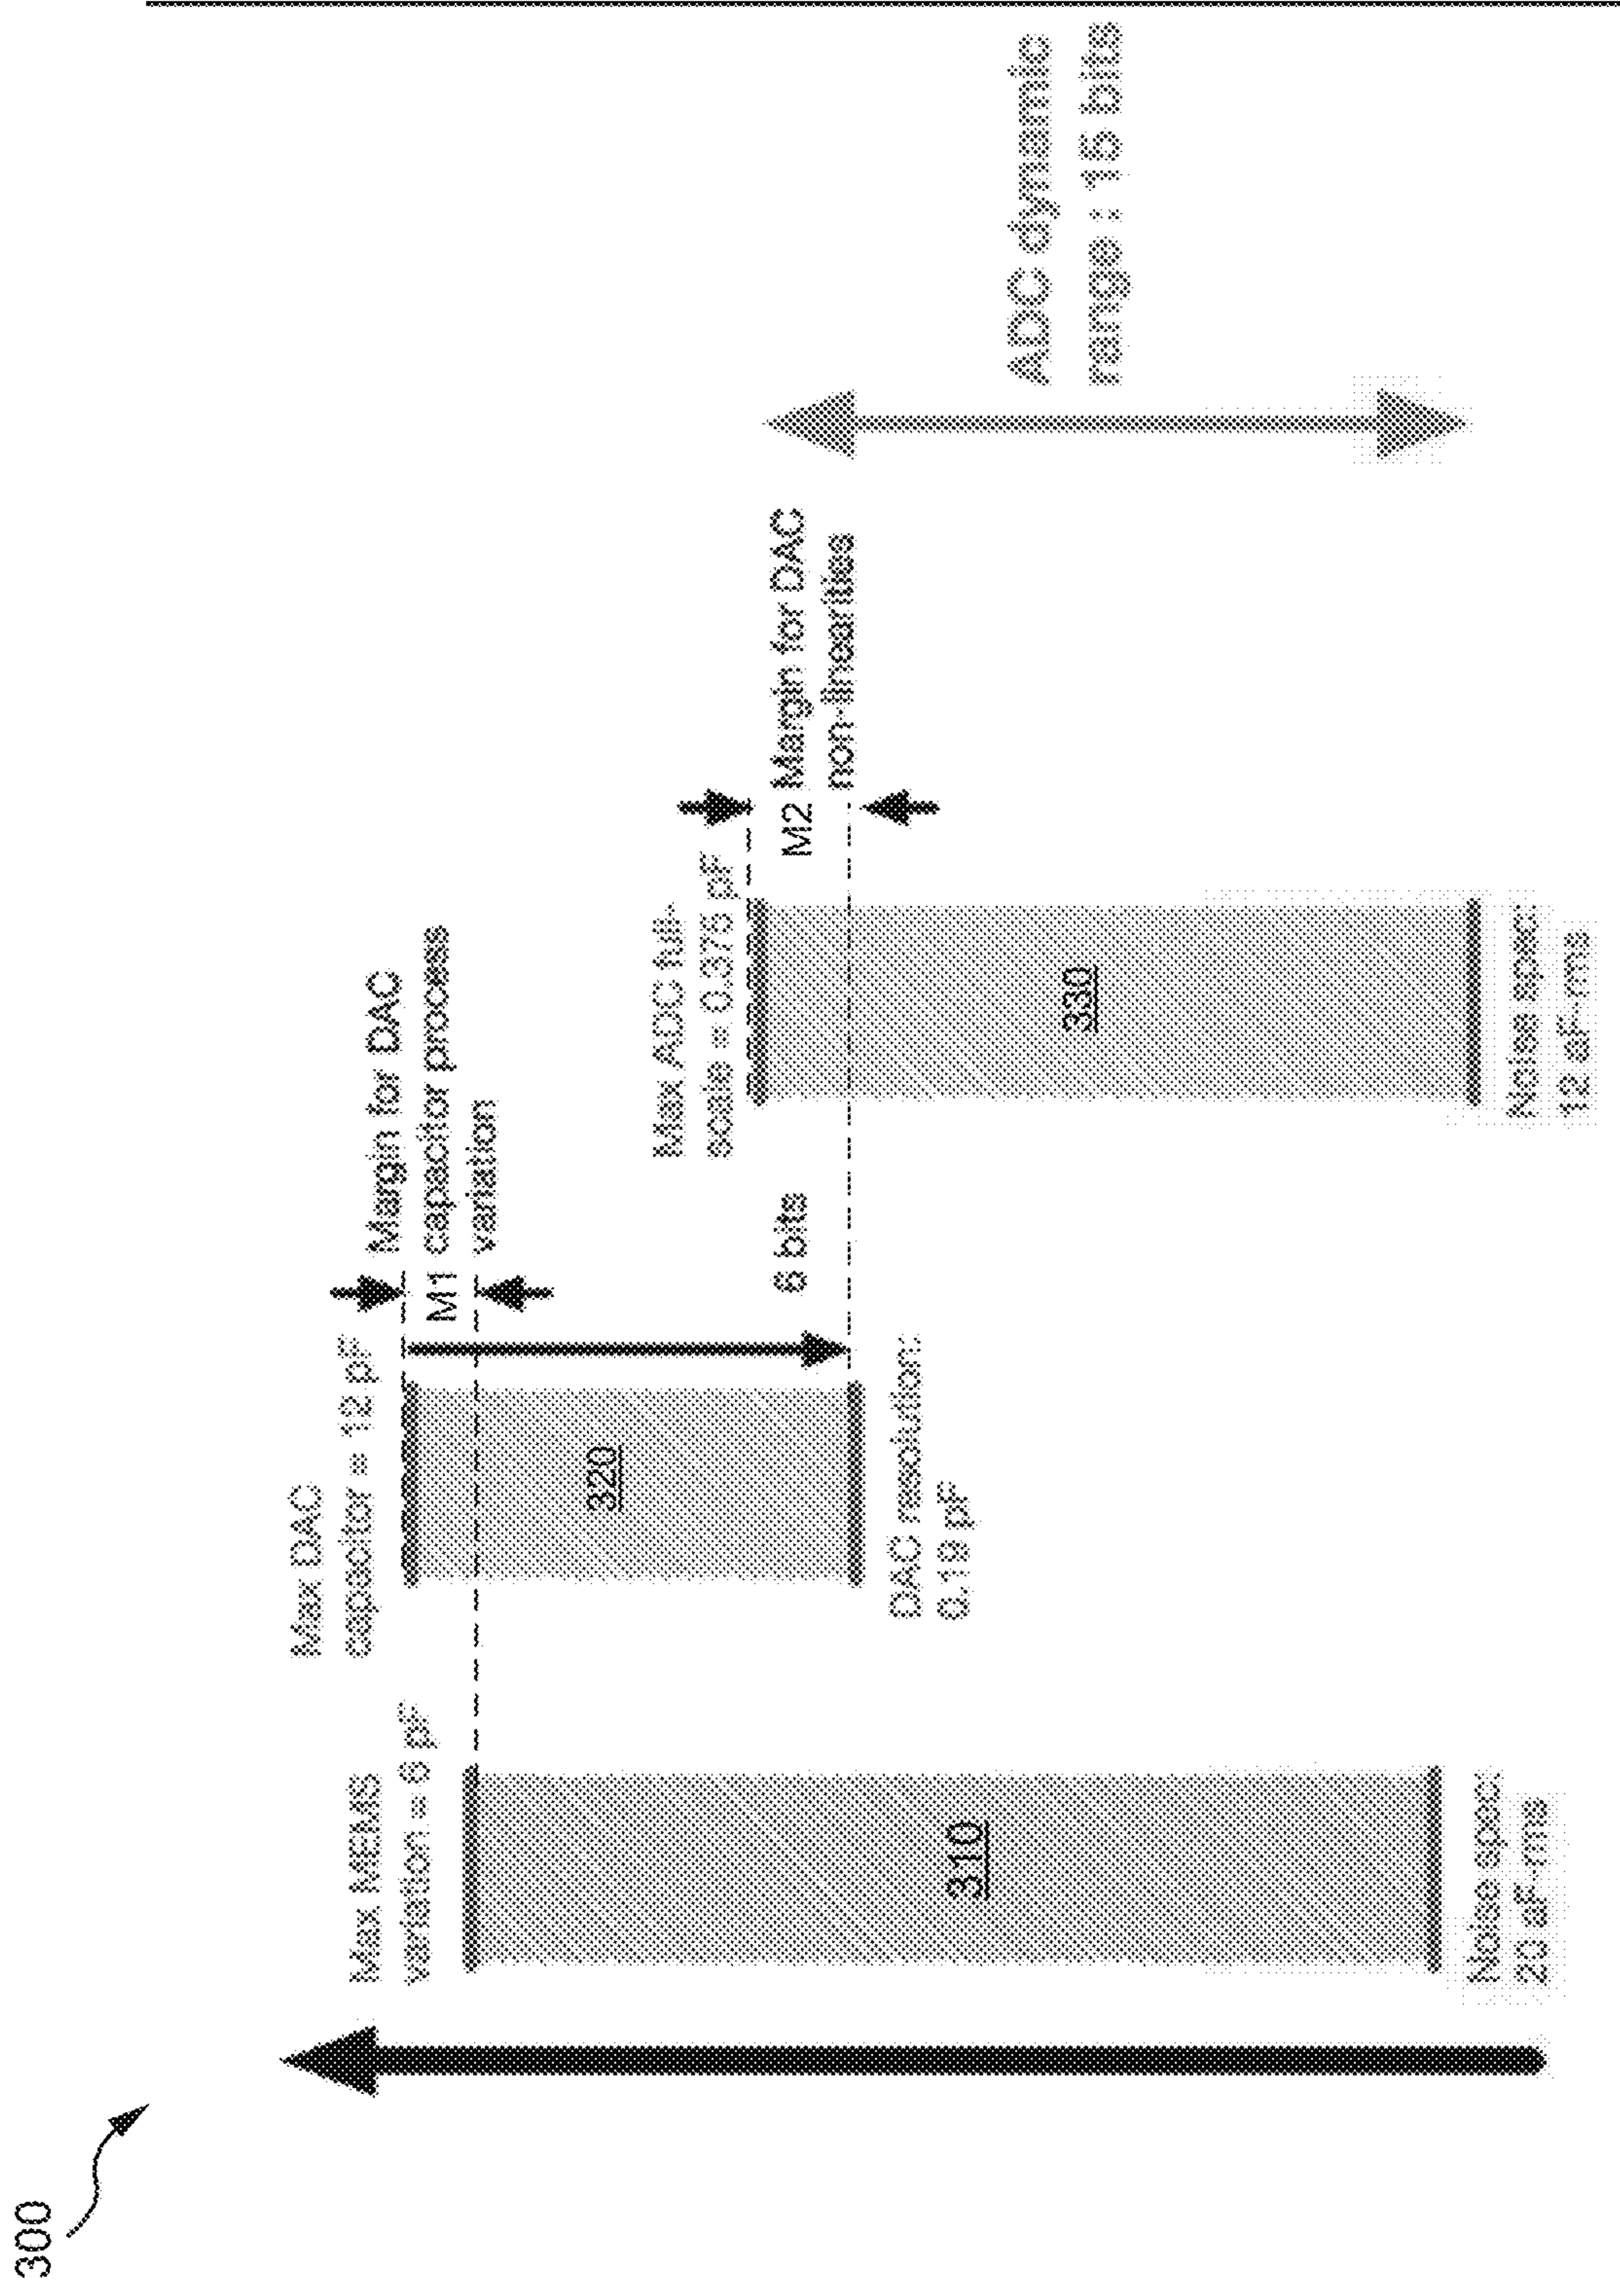 300
Max MEMS
variation = 6 pF
310
Noise spec:
20 aF-rms
Max DAC
capacitor = 12 pF
320
DAC resolution:
0.19 pF
M1
Margin for DAC
capacitor process
variation
6 bits
Max ADC full-
scale = 0.375 pF
330
Noise spec:
12 aF-rms
M2
Margin for DAC
non-linearities
ADC dynamic
range : 15 bits